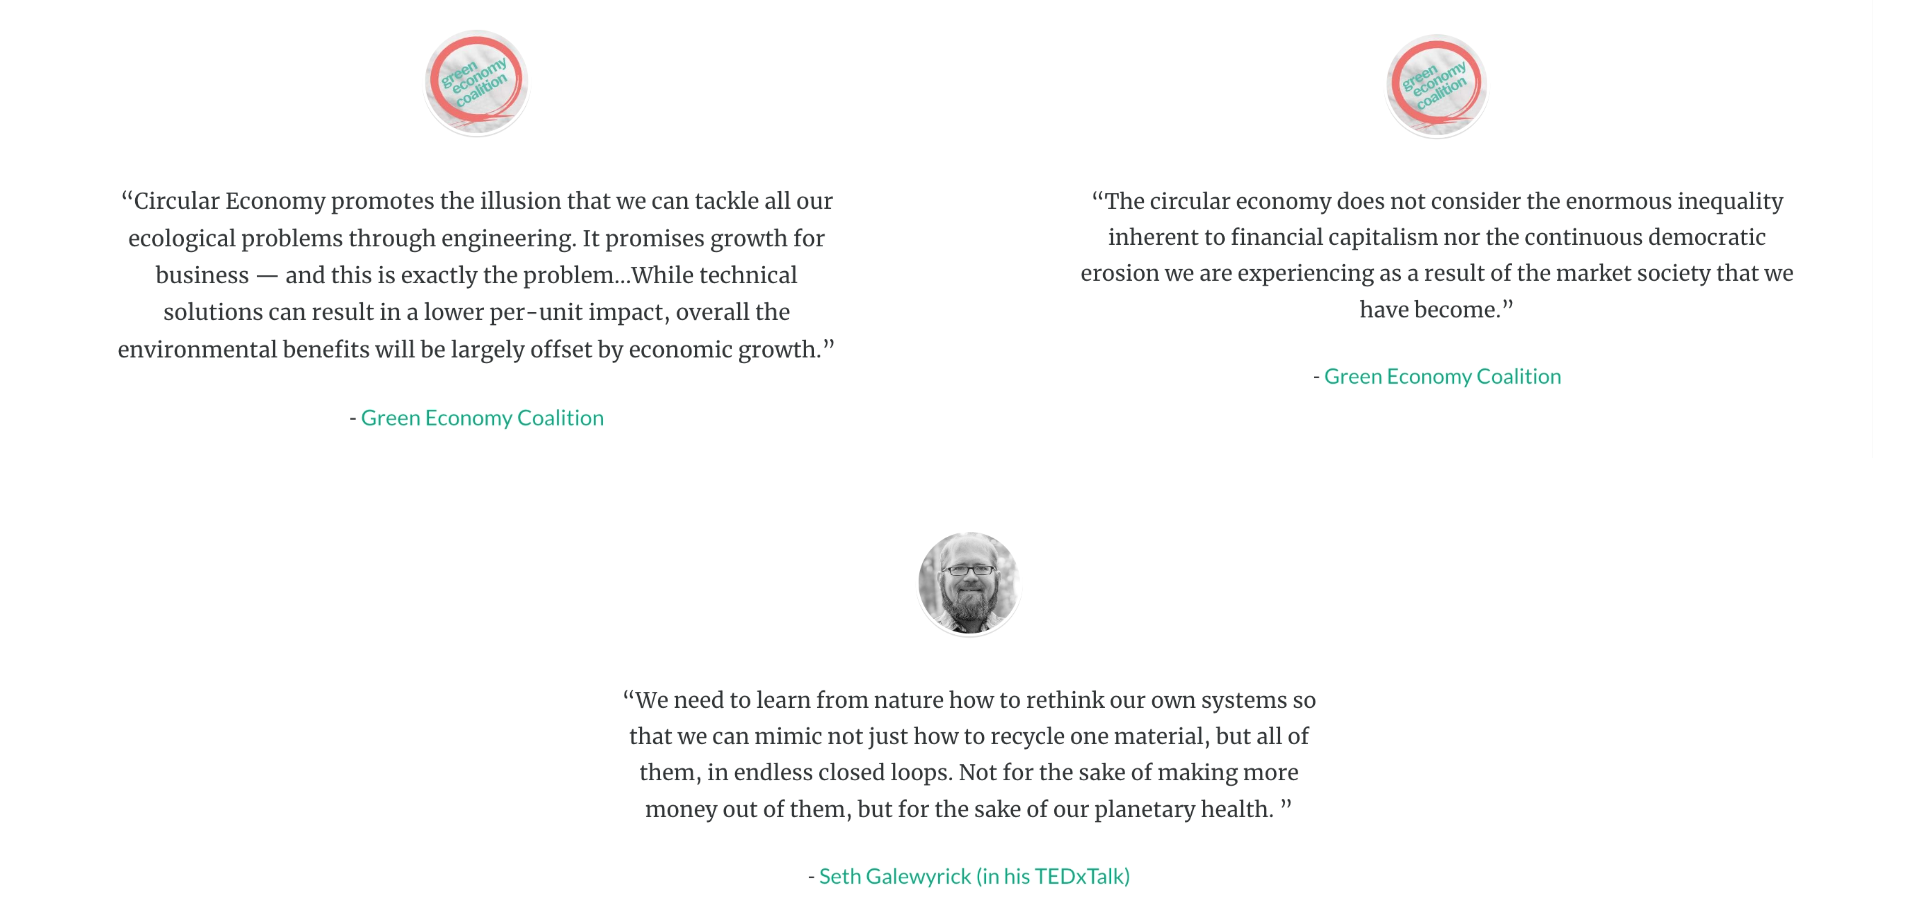 green
economy
coalition
“Circular Economy promotes the illusion that we can tackle all our
ecological problems through engineering. It promises growth for
business — and this is exactly the problem...While technical
solutions can result in a lower per-unit impact, overall the
environmental benefits will be largely offset by economic growth.”
- Green Economy Coalition
green
economy
coalition
“The circular economy does not consider the enormous inequality
inherent to financial capitalism nor the continuous democratic
erosion we are experiencing as a result of the market society that we
have become.”
- Green Economy Coalition
“We need to learn from nature how to rethink our own systems so
that we can mimic not just how to recycle one material, but all of
them, in endless closed loops. Not for the sake of making more
money out of them, but for the sake of our planetary health. ”
- Seth Galewyrick (in his TEDxTalk)